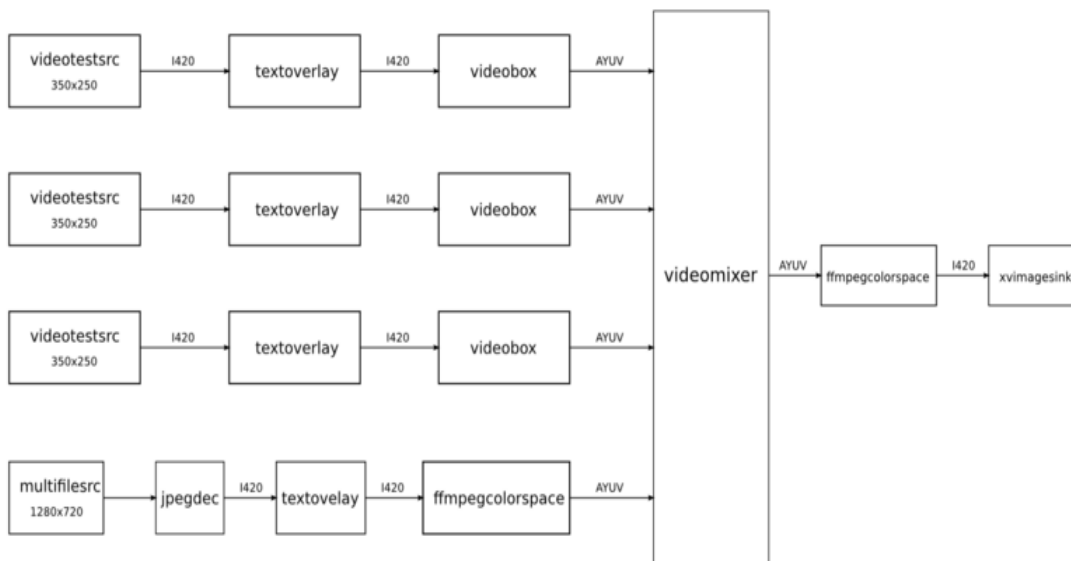 videotestsrc
350x250
I420
textoverlay
I420
videobox
AYUV
videotestsrc
350x250
I420
textoverlay
I420
videobox
AYUV
videomixer
AYUV
ffmpegcolorspace
I420
xvimagesink
videotestsrc
350x250
I420
textoverlay
I420
videobox
AYUV
multifilesrc
1280x720
jpegdec
I420
textovelay
I420
ffmpegcolorspace
AYUV